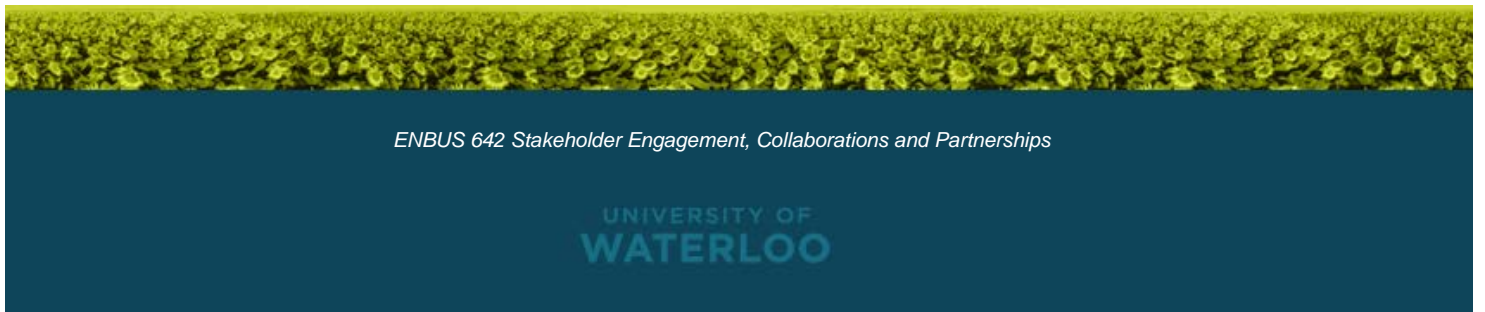 ENBUS 642 Stakeholder Engagement, Collaborations and Partnerships
UNIVERSITY OF
WATERLOO